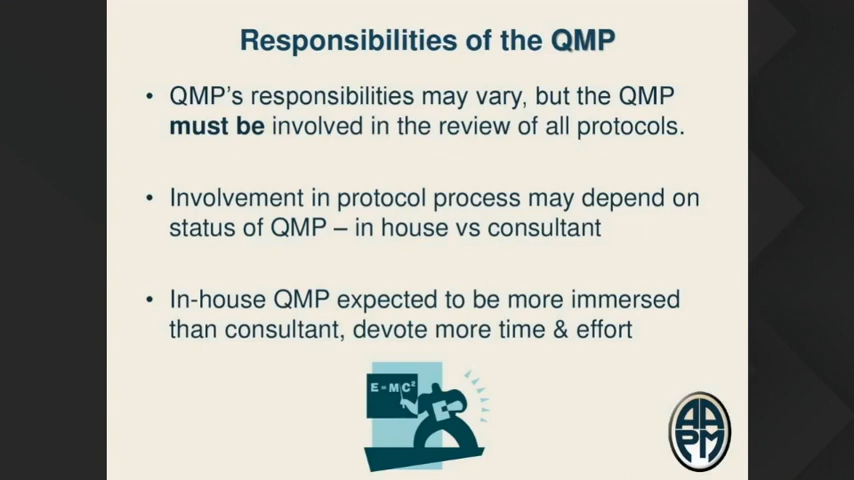 Responsibilities of the QMP
• QMP's responsibilities may vary, but the QMP
must be involved in the review of all protocols.
• Involvement in protocol process may depend on
status of QMP – in house vs consultant
• In-house QMP expected to be more immersed
than consultant, devote more time & effort
E=MC²
AAPM